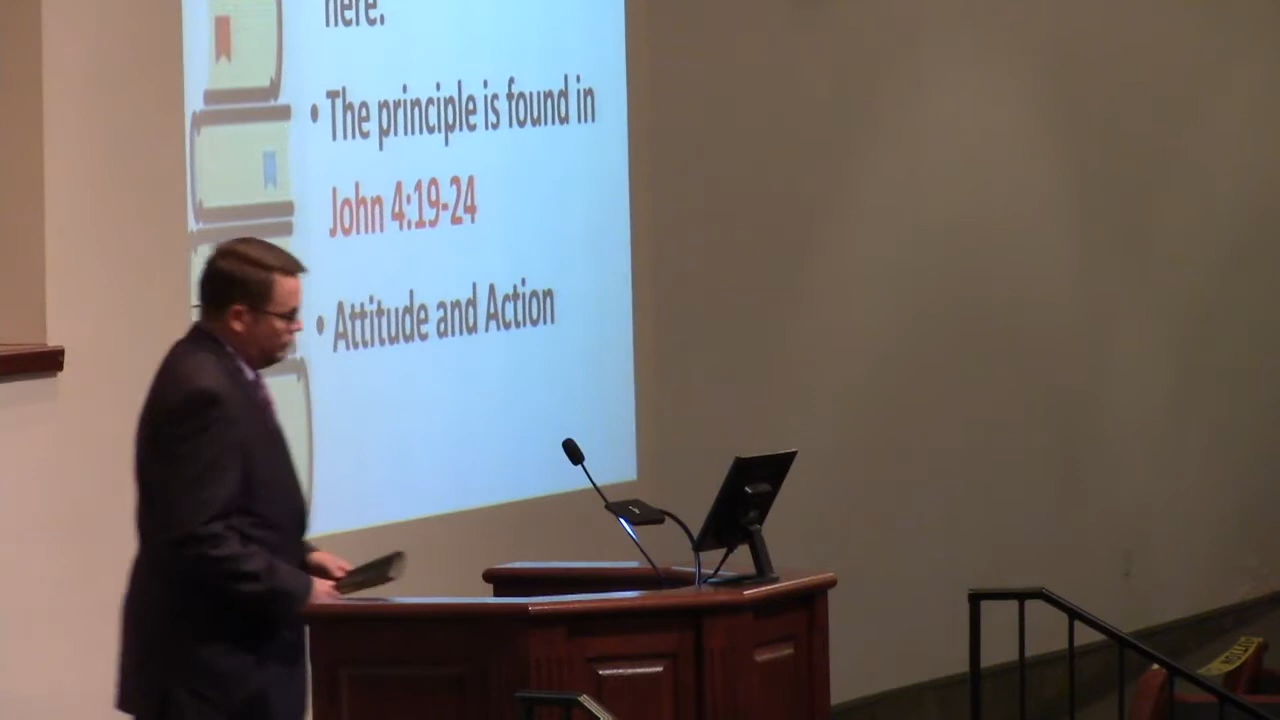 here.
• The principle is found in
John 4:19-24
• Attitude and Action